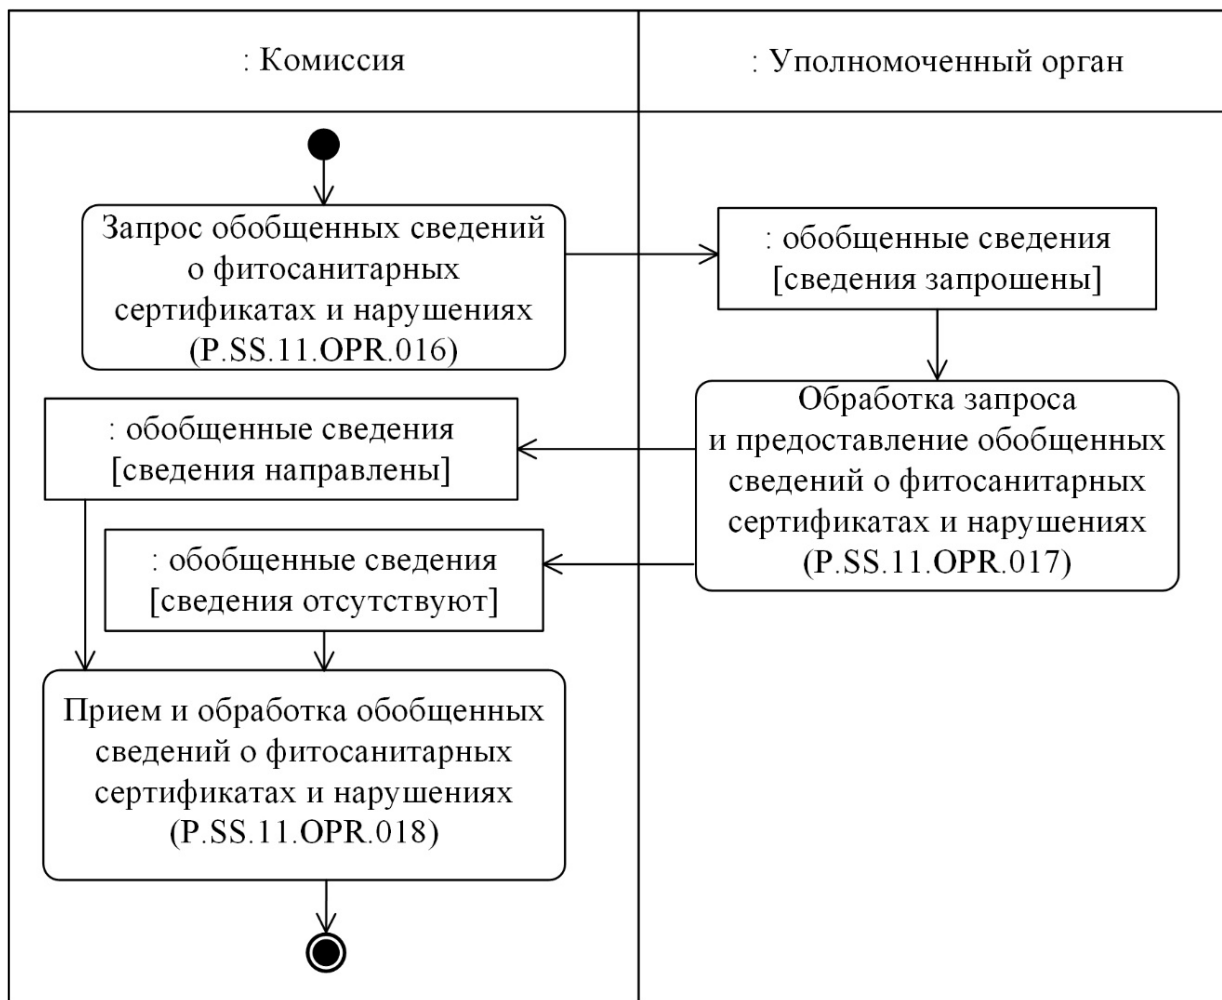 : Комиссия
: Уполномоченный орган
Запрос обобщенных сведений
о фитосанитарных
сертификатах и нарушениях
(P.SS.11.OPR.016)
: обобщенные сведения
[сведения запрошены]
Обработка запроса
и предоставление обобщенных
сведений о фитосанитарных
сертификатах и нарушениях
(P.SS.11.OPR.017)
: обобщенные сведения
[сведения направлены]
: обобщенные сведения
[сведения отсутствуют]
Прием и обработка обобщенных
сведений о фитосанитарных
сертификатах и нарушениях
(P.SS.11.OPR.018)